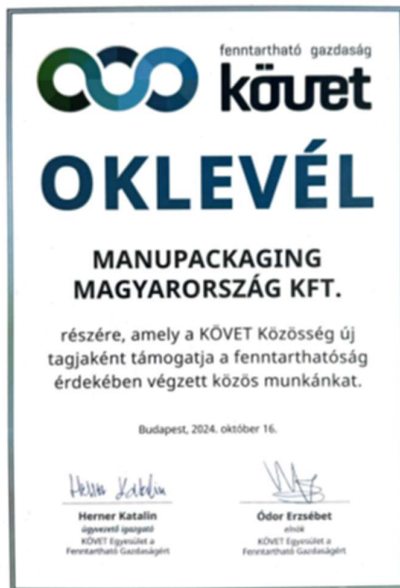 fenntartható gazdaság
követ
OKLEVÉL
MANUPACKAGING
MAGYARORSZÁG KFT.
részére, amely a KÖVET Közösség új
tagjaként támogatja a fenntarthatóság
érdekében végzett közös munkánkat.
Budapest, 2024. október 16.
Herner Katalin
Herner Katalin
ügyvezető igazgató
KÖVET Egyesület a
Fenntartható Gazdaságért
Ódor Erzsébet
elnök
KÖVET Egyesület a
Fenntartható Gazdaságért